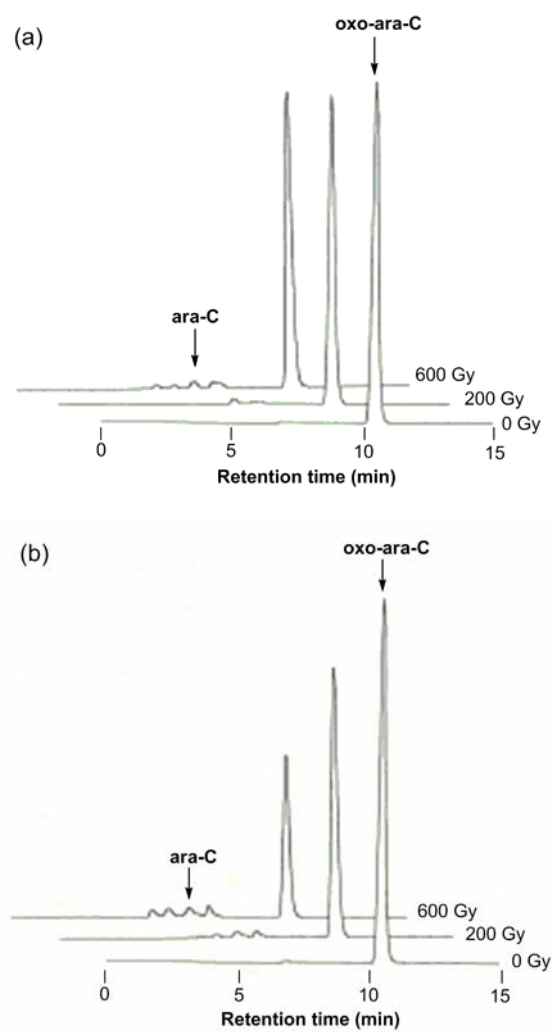 (a)
oxo-ara-C
ara-C
600 Gy
200 Gy
0 Gy
0 5 10 15
Retention time (min)
(b)
oxo-ara-C
ara-C
600 Gy
200 Gy
0 Gy
0 5 10 15
Retention time (min)